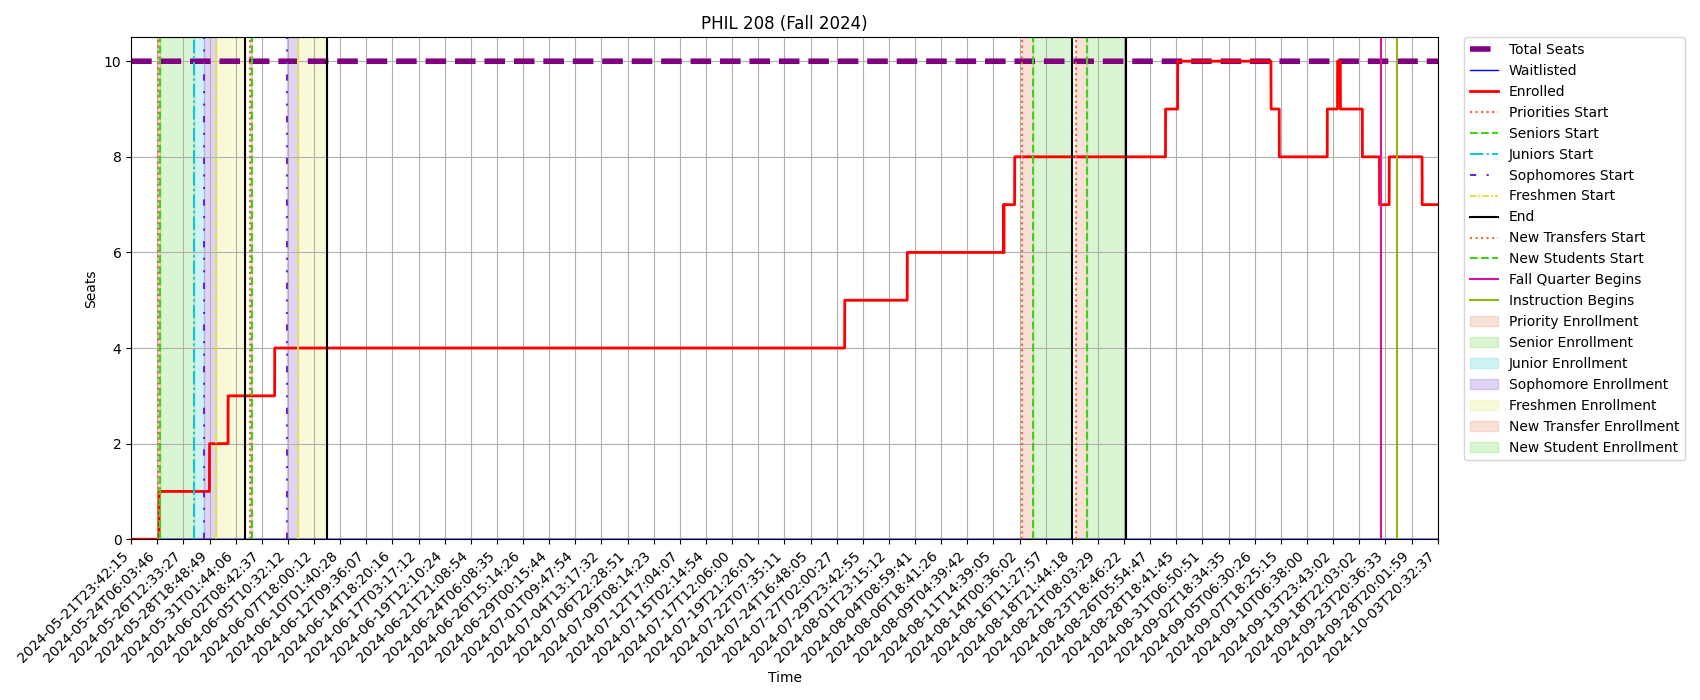 PHIL 208 (Fall 2024)
Seats
10
8
6
4
2
0
2024-05-21T23:42:15
2024-05-24T06:03:46
2024-05-26T12:33:27
2024-05-28T18:48:49
2024-05-31T01:44:06
2024-06-02T08:42:37
2024-06-05T10:32:12
2024-06-07T18:00:12
2024-06-10T01:40:28
2024-06-12T09:36:07
2024-06-14T18:20:16
2024-06-17T03:17:12
2024-06-19T12:10:24
2024-06-21T21:08:54
2024-06-24T06:08:35
2024-06-26T15:14:26
2024-06-29T00:15:44
2024-07-01T09:47:54
2024-07-04T13:17:32
2024-07-06T22:28:51
2024-07-09T08:14:23
2024-07-12T17:04:07
2024-07-15T02:14:54
2024-07-17T12:06:00
2024-07-19T21:26:01
2024-07-22T07:35:11
2024-07-24T16:48:05
2024-07-27T02:00:27
2024-07-29T23:42:55
2024-08-01T23:15:12
2024-08-04T08:59:41
2024-08-06T18:41:26
2024-08-09T04:39:42
2024-08-11T14:39:05
2024-08-14T00:36:02
2024-08-16T11:27:57
2024-08-18T21:44:18
2024-08-21T08:03:29
2024-08-23T18:46:22
2024-08-26T05:54:47
2024-08-28T18:41:45
2024-08-31T06:50:51
2024-09-02T18:34:35
2024-09-05T06:30:26
2024-09-07T18:25:15
2024-09-10T06:38:00
2024-09-13T23:43:02
2024-09-18T22:03:02
2024-09-23T20:36:33
2024-09-28T20:01:59
2024-10-03T20:32:37
Time
Total Seats
Waitlisted
Enrolled
Priorities Start
Seniors Start
Juniors Start
Sophomores Start
Freshmen Start
End
New Transfers Start
New Students Start
Fall Quarter Begins
Instruction Begins
Priority Enrollment
Senior Enrollment
Junior Enrollment
Sophomore Enrollment
Freshmen Enrollment
New Transfer Enrollment
New Student Enrollment